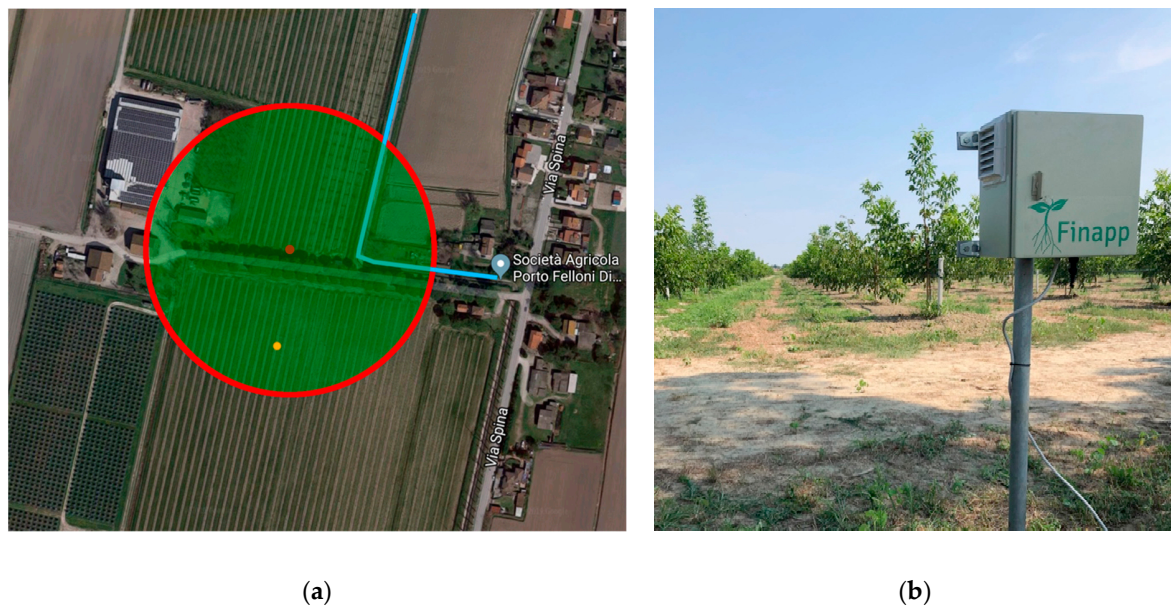 Via Spina
Società Agricola
Porto Felloni Di...
Via Spina
Finapp
(a)
(b)